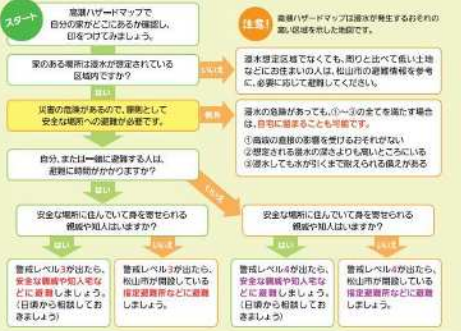 スタート
高潮ハザードマップで
自分の家がどこにあるか確認し、
印をつけてみましょう。
注意!
高潮ハザードマップは浸水が発生するおそれの
高い区域を示した地図です。
家のある場所は浸水が想定されている
区域内ですか?
いいえ
浸水想定区域でなくても、周りと比べて低い土地
などにお住まいの人は、松山市の避難情報を参考
に、必要に応じて避難してください。
はい
災害の危険があるので、原則として
安全な場所への避難が必要です。
例外
浸水の危険があっても、①~③の全てを満たす場合
は、自宅に留まることも可能です。
①高波の直接の影響を受けるおそれがない
②想定される浸水の深さよりも高いところにいる
③浸水しても水が引くまで耐えられる備えがある
自分、または一緒に避難する人は、
避難に時間がかかりますか?
はい
いいえ
安全な場所に住んでいて身を寄せられる
親戚や知人はいますか?
安全な場所に住んでいて身を寄せられる
親戚や知人はいますか?
はい
いいえ
はい
いいえ
警戒レベル3が出たら、
安全な親戚や知人宅な
どに避難しましょう。
(日頃から相談してお
きましょう)
警戒レベル3が出たら、
松山市が開設している
指定避難所などに避難
しましょう。
警戒レベル4が出たら、
安全な親戚や知人宅な
どに避難しましょう。
(日頃から相談してお
きましょう)
警戒レベル4が出たら、
松山市が開設している
指定避難所などに避難
しましょう。